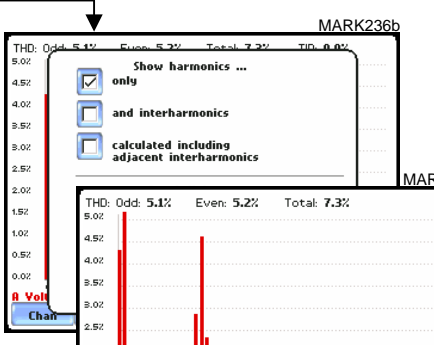 MARK236b
THD: Odd: 5.1% Even: 5.2% Total: 7.3% TID: 0.0%
5.0%
4.5%
4.0%
3.5%
3.0%
2.5%
2.0%
1.5%
1.0%
0.5%
0.0%
Show harmonics ...
only
and interharmonics
calculated including
adjacent interharmonics
A Vol
Chan
MAR
THD: Odd: 5.1% Even: 5.2% Total: 7.3%
5.0%
4.5%
4.0%
3.5%
3.0%
2.5%